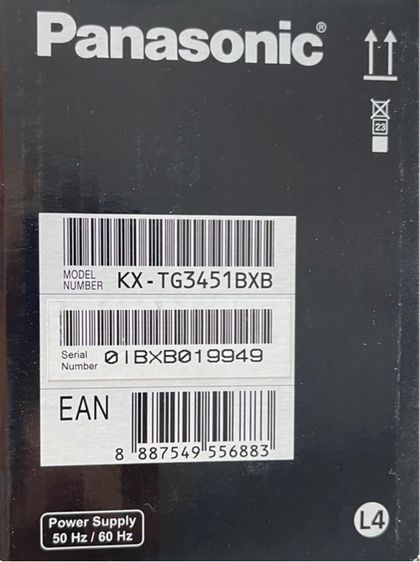 Panasonic®
23
MODEL
NUMBER KX-TG3451BXB
Serial
Number 0IBXB019949
EAN
8 887549 556883
Power Supply
50 Hz / 60 Hz
L4